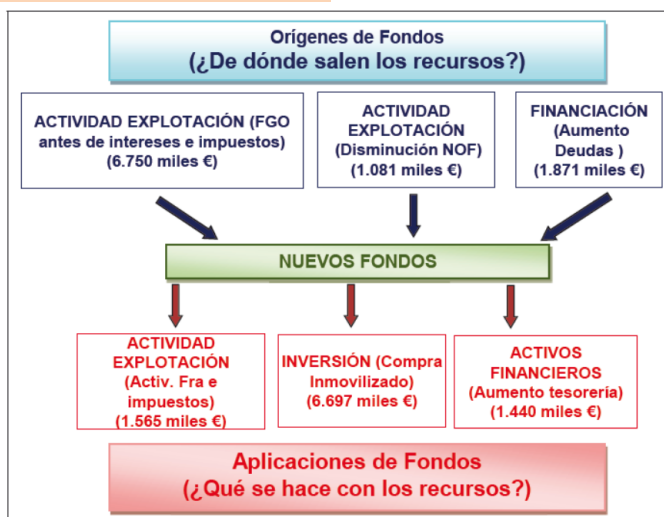 Orígenes de Fondos
(¿De dónde salen los recursos?)
ACTIVIDAD EXPLOTACIÓN (FGO
antes de intereses e impuestos)
(6.750 miles €)
ACTIVIDAD
EXPLOTACIÓN
(Disminución NOF)
(1.081 miles €)
FINANCIACIÓN
(Aumento
Deudas )
(1.871 miles €)
NUEVOS FONDOS
ACTIVIDAD
EXPLOTACIÓN
(Activ. Fra e
impuestos)
(1.565 miles €)
INVERSIÓN (Compra
Inmovilizado)
(6.697 miles €)
ACTIVOS
FINANCIEROS
(Aumento tesorería)
(1.440 miles €)
Aplicaciones de Fondos
(¿Qué se hace con los recursos?)